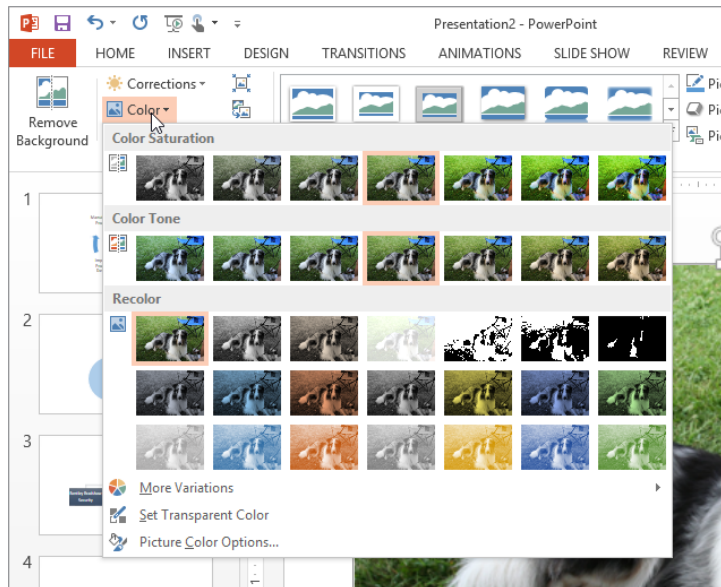 Presentation2 - PowerPoint
FILE HOME INSERT DESIGN TRANSITIONS ANIMATIONS SLIDE SHOW REVIEW
Remove
Background
Corrections
Color
Color Saturation
Color Tone
Recolor
More Variations
Set Transparent Color
Picture Color Options...
1
2
3
Security
4